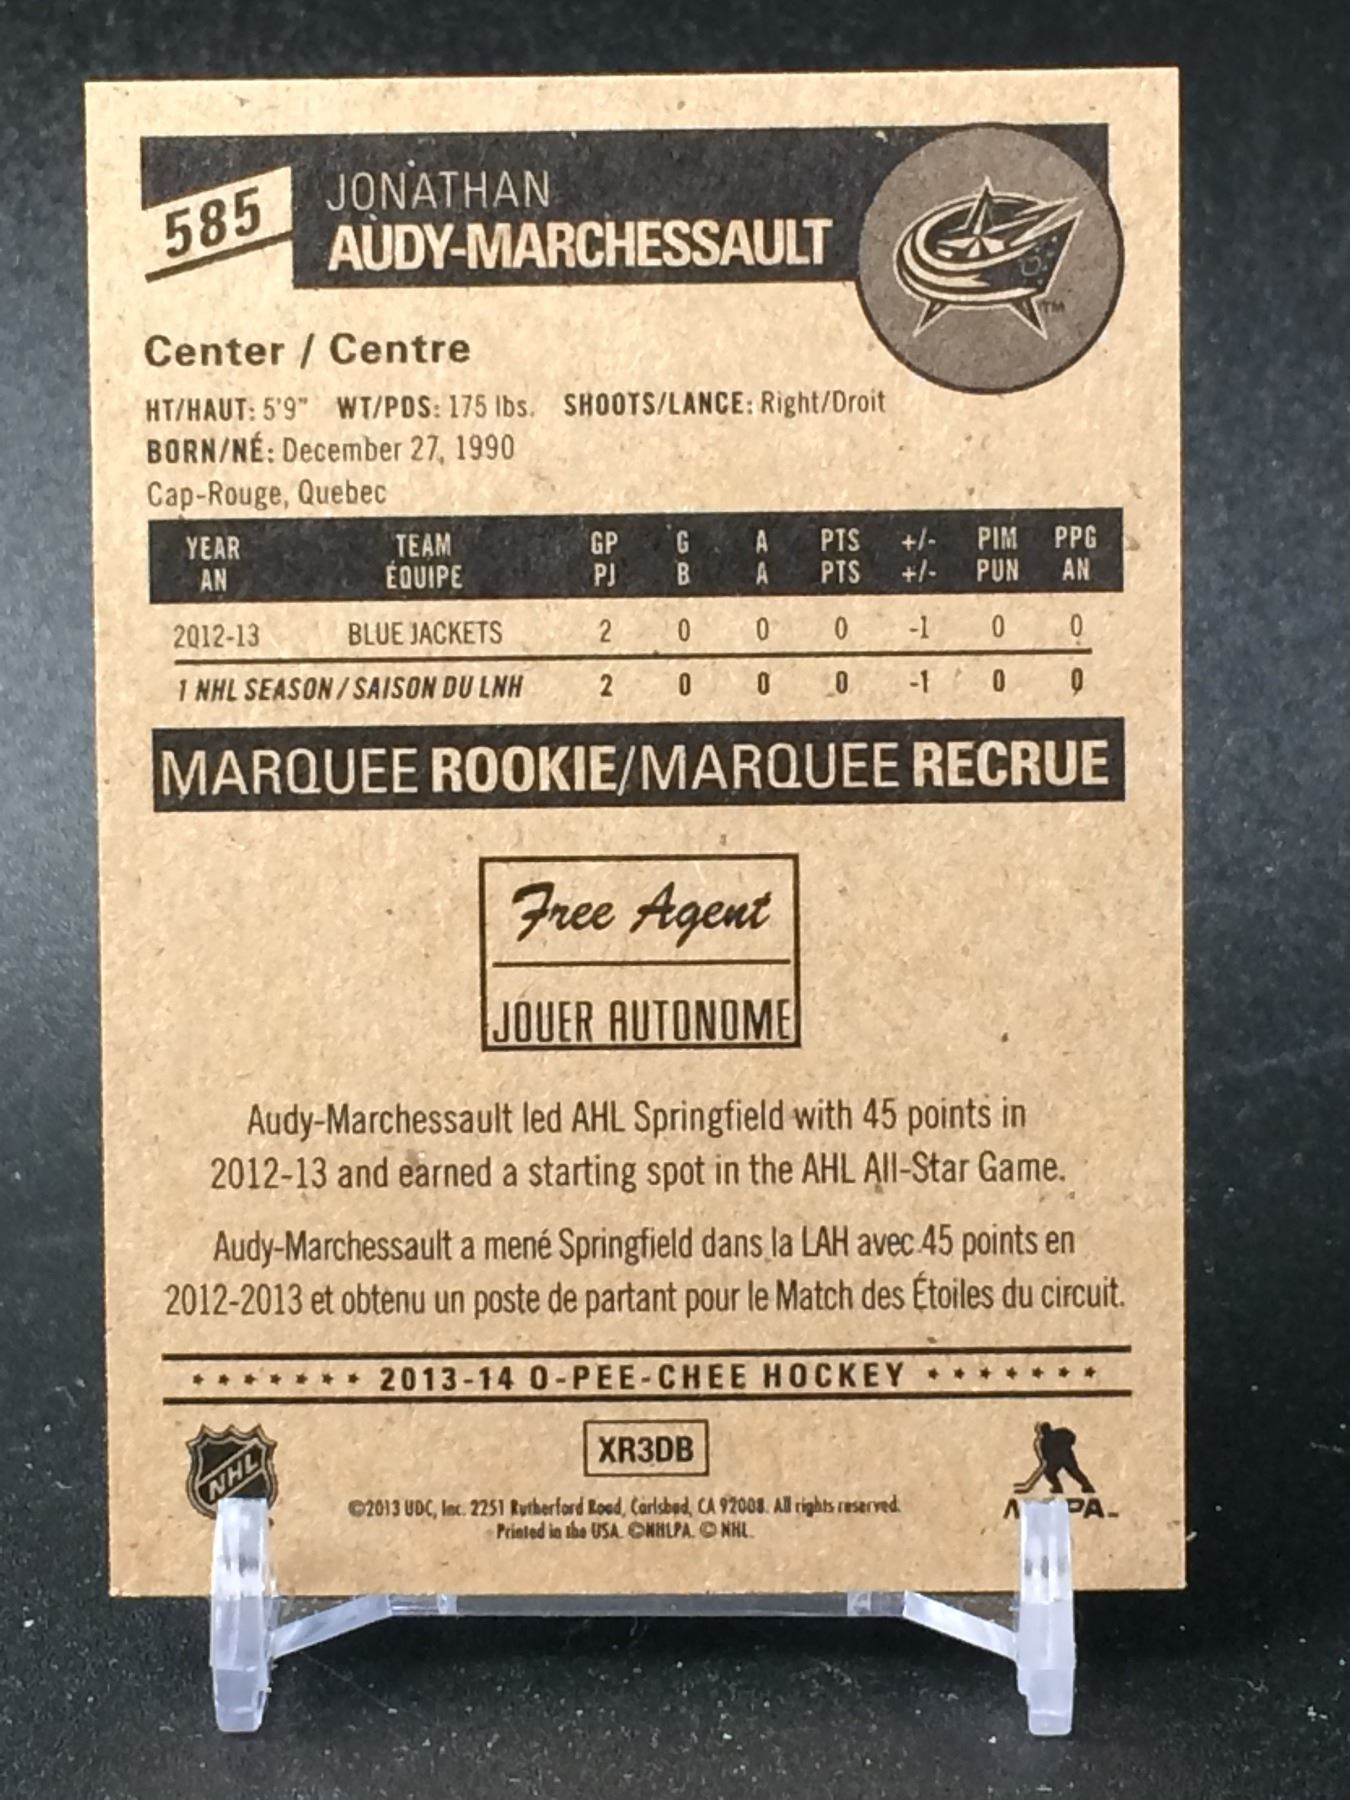 585
JONATHAN
AUDY-MARCHESSAULT
TM
Center / Centre
HT/HAUT: 5'9" WT/PDS: 175 lbs. SHOOTS/LANCE: Right/Droit
BORN/NÉ: December 27, 1990
Cap-Rouge, Quebec
YEAR TEAM GP G A PTS +/- PIM PPG
AN ÉQUIPE PJ B A PTS +/- PUN AN
2012-13 BLUE JACKETS 2 0 0 0 -1 0 0
1 NHL SEASON / SAISON DU LNH 2 0 0 0 -1 0 0
MARQUEE ROOKIE/MARQUEE RECRUE
Free Agent
JOUER AUTONOME
Audy-Marchessault led AHL Springfield with 45 points in
2012-13 and earned a starting spot in the AHL All-Star Game.
Audy-Marchessault a mené Springfield dans la LAH avec 45 points en
2012-2013 et obtenu un poste de partant pour le Match des Étoiles du circuit.
2013-14 O-PEE-CHEE HOCKEY
NHL
XR3DB
©2013 UDC, Inc. 2251 Rutherford Road, Carlsbad, CA 92008. All rights reserved.
Printed in the USA. ©NHLPA. © NHL.